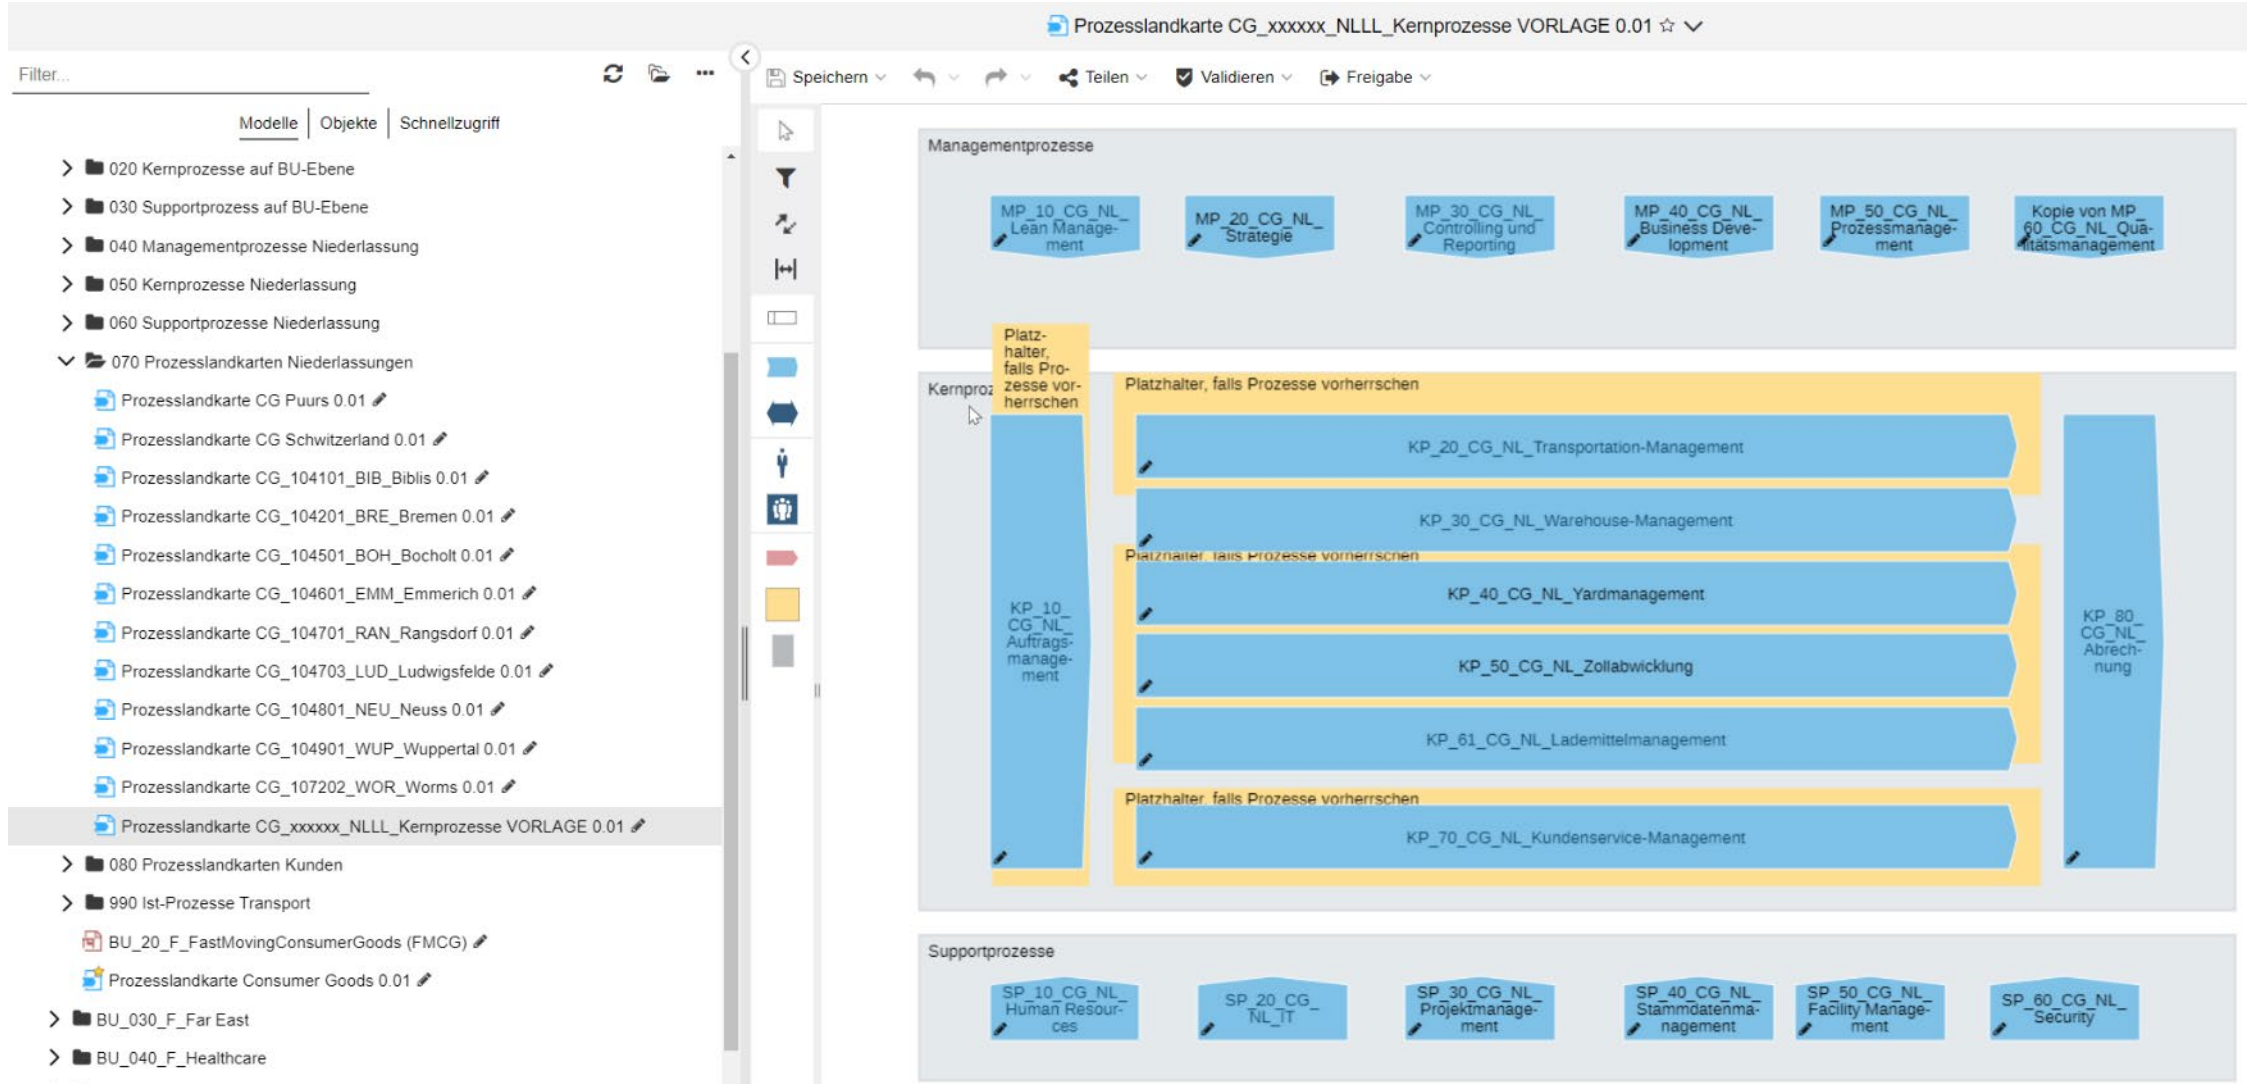 Prozesslandkarte CG_xxxxxx_NLLL_Kernprozesse VORLAGE 0.01
Filter...
Speichern
Teilen
Validieren
Freigabe
Modelle
Objekte
Schnellzugriff
020 Kernprozesse auf BU-Ebene
030 Supportprozess auf BU-Ebene
040 Managementprozesse Niederlassung
050 Kernprozesse Niederlassung
060 Supportprozesse Niederlassung
070 Prozesslandkarten Niederlassungen
Prozesslandkarte CG Puurs 0.01
Prozesslandkarte CG Schwitzerland 0.01
Prozesslandkarte CG_104101_BIB_Biblis 0.01
Prozesslandkarte CG_104201_BRE_Bremen 0.01
Prozesslandkarte CG_104501_BOH_Bocholt 0.01
Prozesslandkarte CG_104601_EMM_Emmerich 0.01
Prozesslandkarte CG_104701_RAN_Rangsdorf 0.01
Prozesslandkarte CG_104703_LUD_Ludwigsfelde 0.01
Prozesslandkarte CG_104801_NEU_Neuss 0.01
Prozesslandkarte CG_104901_WUP_Wuppertal 0.01
Prozesslandkarte CG_107202_WOR_Worms 0.01
Prozesslandkarte CG_xxxxxx_NLLL_Kernprozesse VORLAGE 0.01
080 Prozesslandkarten Kunden
990 Ist-Prozesse Transport
BU_20_F_FastMovingConsumerGoods (FMCG)
Prozesslandkarte Consumer Goods 0.01
BU_030_F_Far East
BU_040_F_Healthcare
Managementprozesse
MP_10_CG_NL_
Lean Manage-
ment
MP_20_CG_NL_
Strategie
MP_30_CG_NL_
Controlling und
Reporting
MP_40_CG_NL_
Business Deve-
lopment
MP_50_CG_NL_
Prozessmanage-
ment
Kopie von MP_
60_CG_NL_Qua-
litätsmanagement
Kernproz
Platz-
halter,
falls Pro-
zesse vor-
herrschen
KP_10_
CG_NL_
Auftrags-
manage-
ment
Platzhalter, falls Prozesse vorherrschen
KP_20_CG_NL_Transportation-Management
KP_30_CG_NL_Warehouse-Management
Platzhalter, falls Prozesse vorherrschen
KP_40_CG_NL_Yardmanagement
KP_50_CG_NL_Zollabwicklung
KP_61_CG_NL_Lademittelmanagement
Platzhalter, falls Prozesse vorherrschen
KP_70_CG_NL_Kundenservice-Management
KP_80_
CG_NL_
Abrech-
nung
Supportprozesse
SP_10_CG_NL_
Human Resour-
ces
SP_20_CG_
NL_IT
SP_30_CG_NL_
Projektmanage-
ment
SP_40_CG_NL_
Stammdatenma-
nagement
SP_50_CG_NL_
Facility Manage-
ment
SP_60_CG_NL_
Security